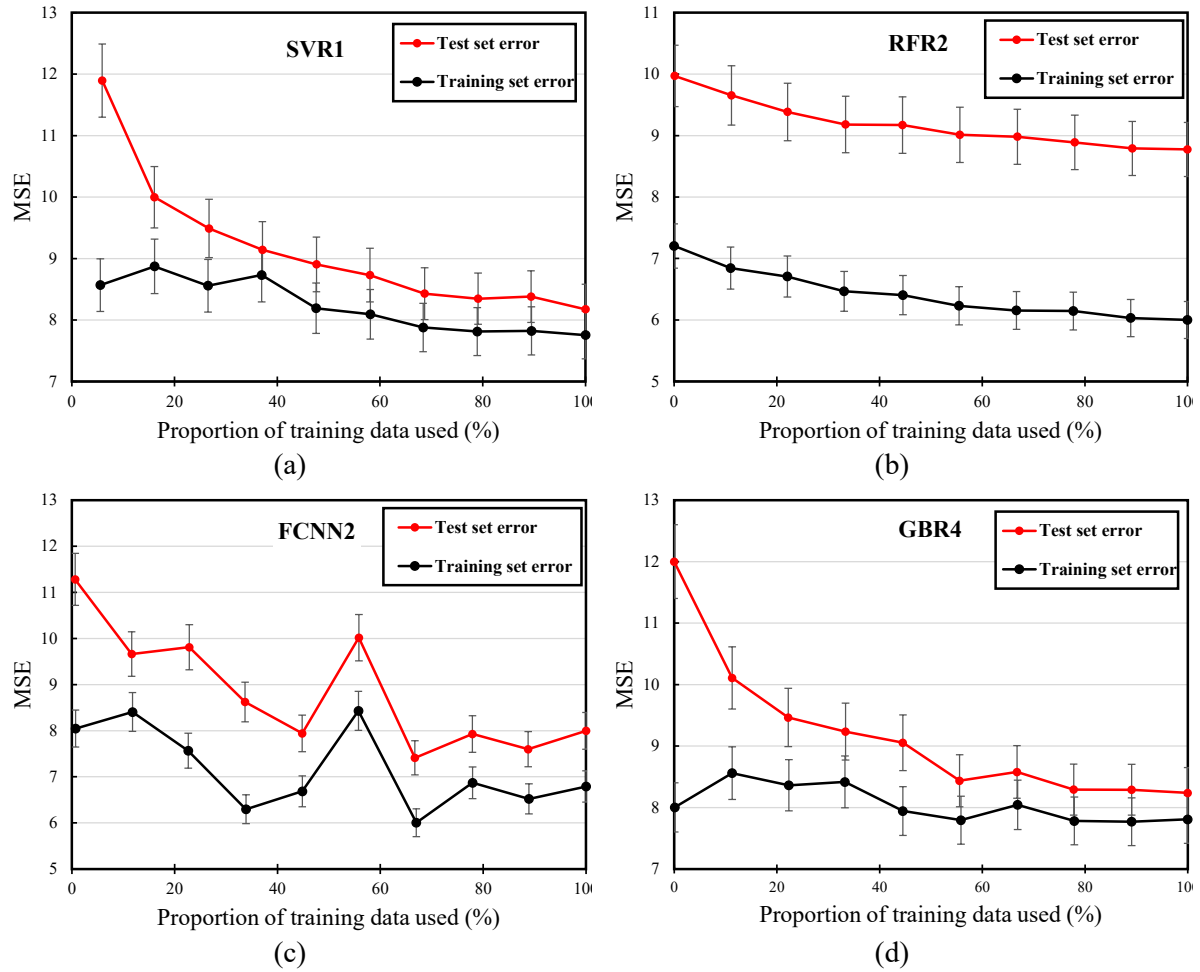 SVR1
Test set error
Training set error
13
12
11
10
9
8
7
MSE
0
20
40
60
80
100
Proportion of training data used (%)
(a)
RFR2
Test set error
Training set error
11
10
9
8
7
6
5
MSE
0
20
40
60
80
100
Proportion of training data used (%)
(b)
FCNN2
Test set error
Training set error
13
12
11
10
9
8
7
6
5
MSE
0
20
40
60
80
100
Proportion of training data used (%)
(c)
GBR4
Test set error
Training set error
13
12
11
10
9
8
7
MSE
0
20
40
60
80
100
Proportion of training data used (%)
(d)